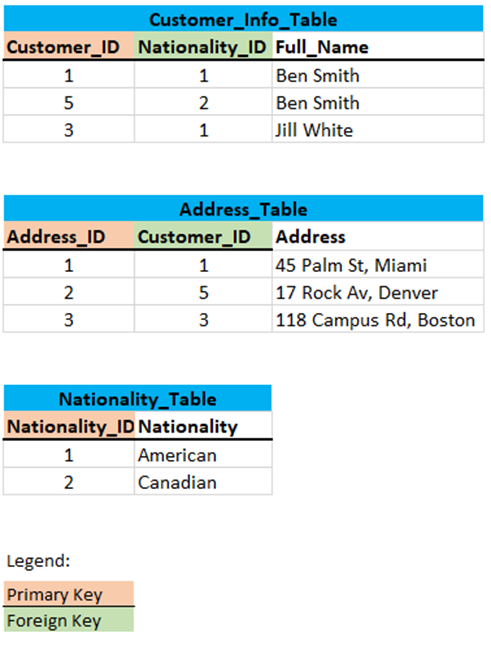 Customer_Info_Table
Customer_ID Nationality_ID Full_Name
1 1 Ben Smith
5 2 Ben Smith
3 1 Jill White
Address_Table
Address_ID Customer_ID Address
1 1 45 Palm St, Miami
2 5 17 Rock Av, Denver
3 3 118 Campus Rd, Boston
Nationality_Table
Nationality_ID Nationality
1 American
2 Canadian
Legend:
Primary Key
Foreign Key